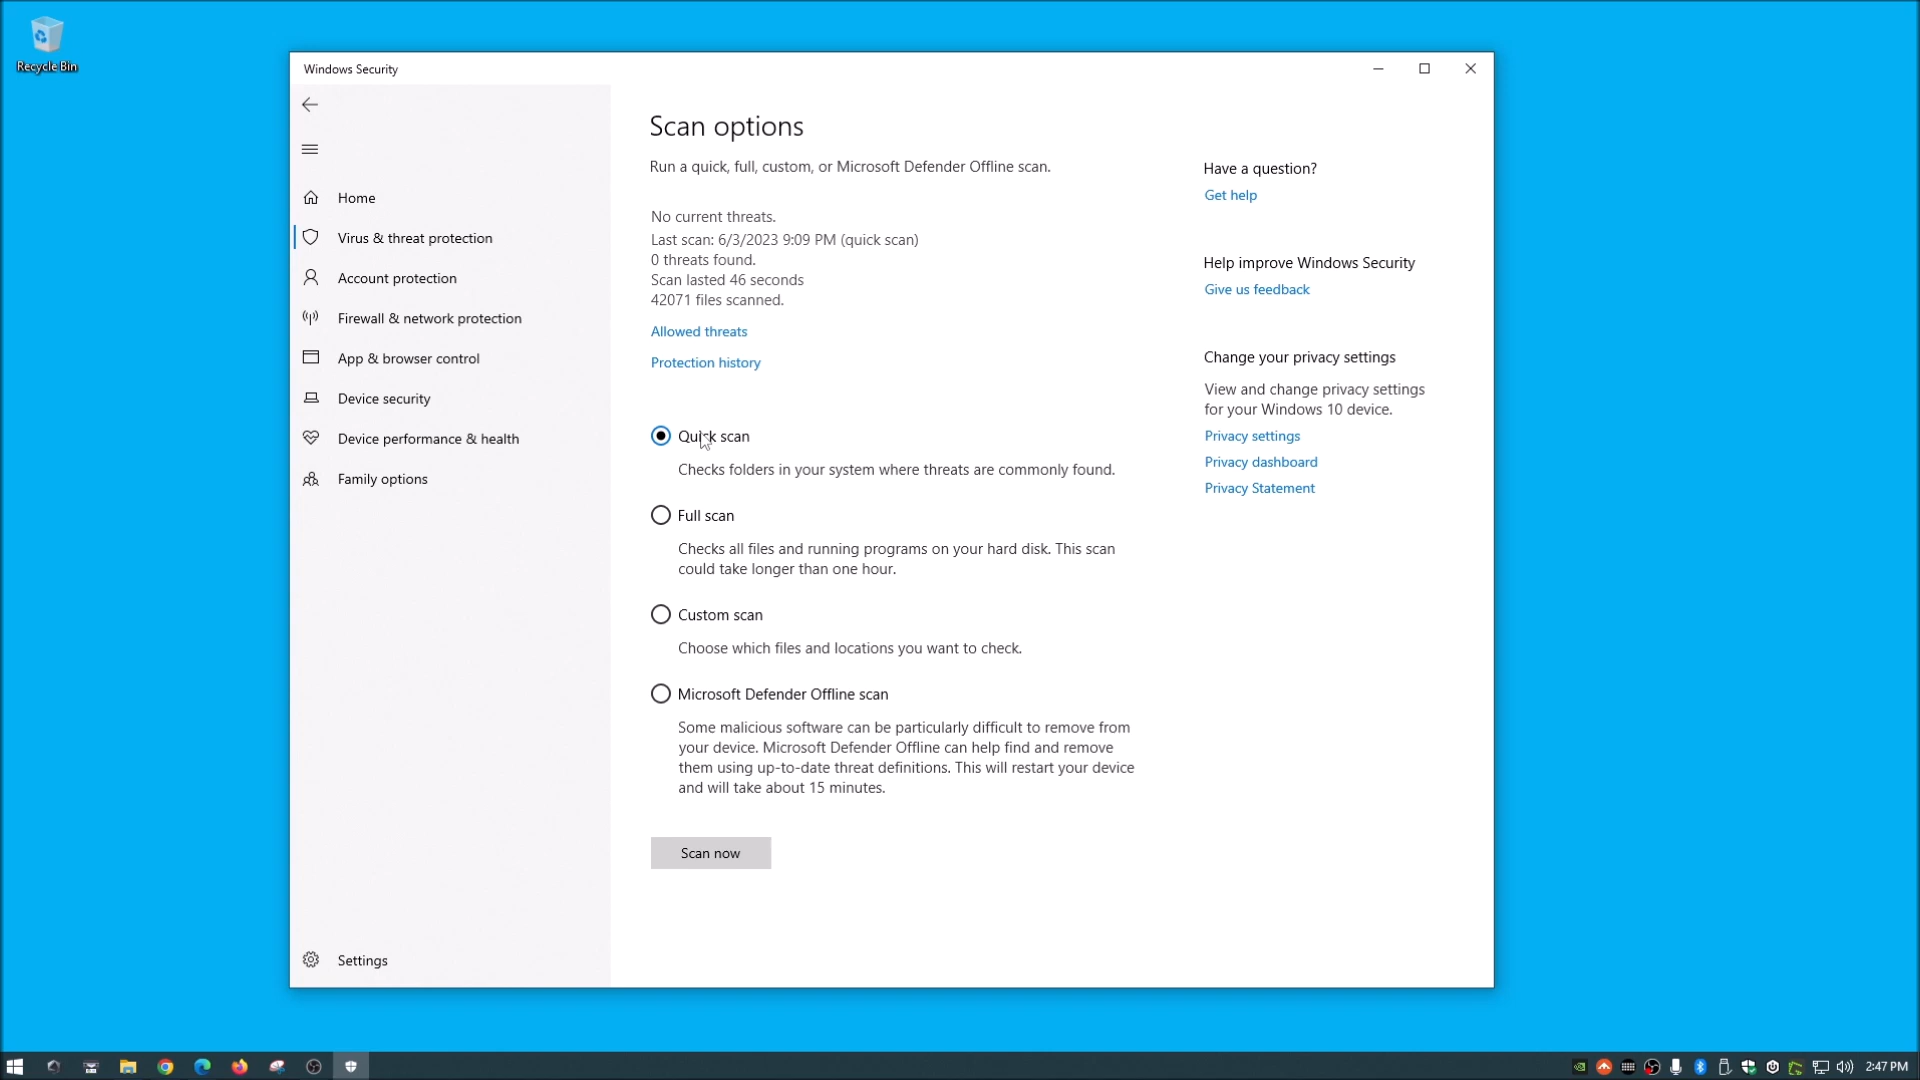 Recycle Bin
Windows Security
Home
Virus & threat protection
Account protection
Firewall & network protection
App & browser control
Device security
Device performance & health
Family options
Settings
Scan options
Run a quick, full, custom, or Microsoft Defender Offline scan.
No current threats.
Last scan: 6/3/2023 9:09 PM (quick scan)
0 threats found.
Scan lasted 46 seconds
42071 files scanned.
Allowed threats
Protection history
Quick scan
Checks folders in your system where threats are commonly found.
Full scan
Checks all files and running programs on your hard disk. This scan
could take longer than one hour.
Custom scan
Choose which files and locations you want to check.
Microsoft Defender Offline scan
Some malicious software can be particularly difficult to remove from
your device. Microsoft Defender Offline can help find and remove
them using up-to-date threat definitions. This will restart your device
and will take about 15 minutes.
Scan now
Have a question?
Get help
Help improve Windows Security
Give us feedback
Change your privacy settings
View and change privacy settings
for your Windows 10 device.
Privacy settings
Privacy dashboard
Privacy Statement
2:47 PM